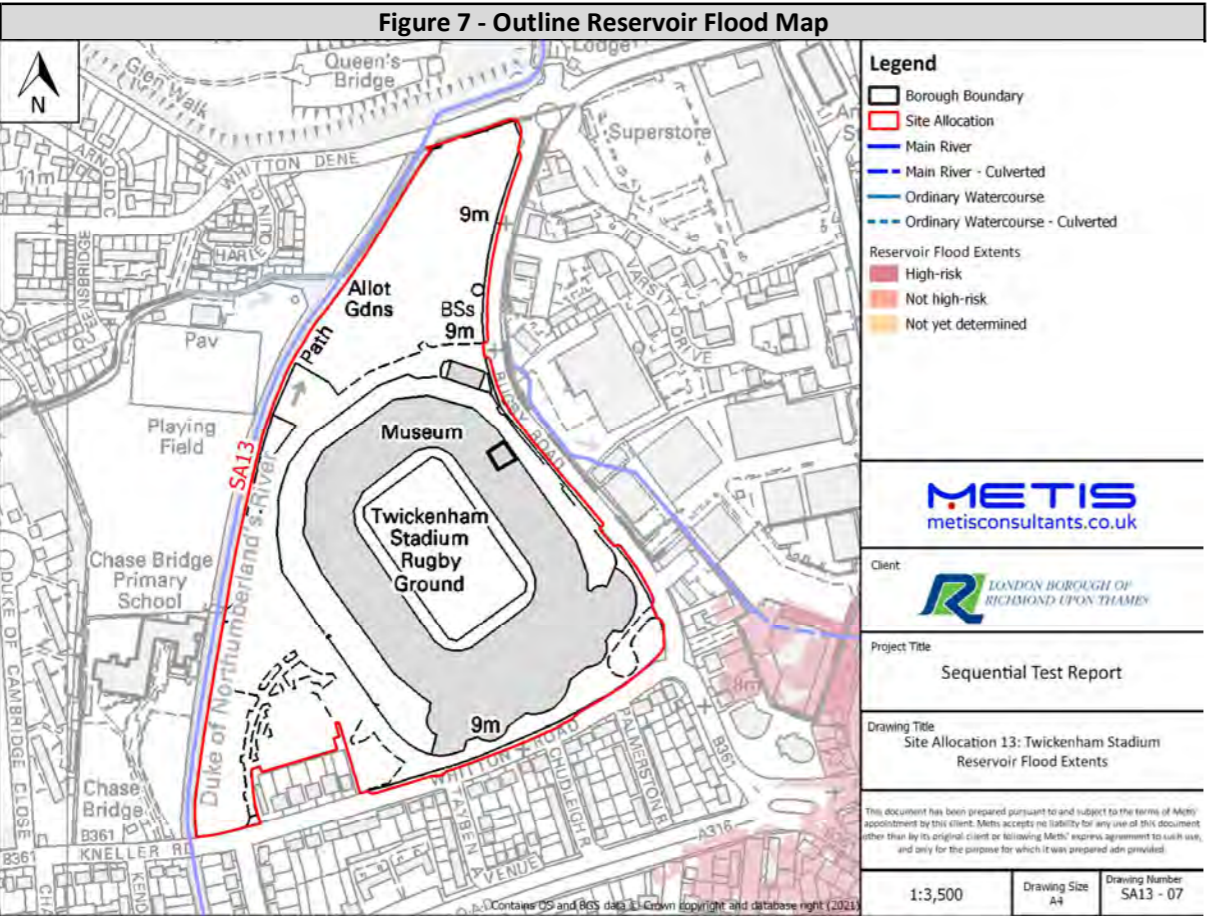 Figure 7 - Outline Reservoir Flood Map
N
Glen Walk
Queen's
Bridge
Lodge
Superstore
WHITTON DENE
11m
9m
VARSITY DRIVE
Allot
Gdns
BSs
9m
Path
Pav
QUEENSBRIDGE
RUGBY ROAD
Playing
Field
SA13
Museum
Twickenham
Stadium
Rugby
Ground
Chase Bridge
Primary
School
DUKE OF CAMBRIDGE CLOSE
Duke of Northumberland's River
8m
9m
WHITTON ROAD
PALMERSTON R
CHUDLEIGH R
B361
Chase
Bridge
B361
B361
KNELLER RD
AVENUE
A316
Contains OS and BGS data © Crown copyright and database right (2021)
Legend
Borough Boundary
Site Allocation
Main River
Main River - Culverted
Ordinary Watercourse
Ordinary Watercourse - Culverted
Reservoir Flood Extents
High-risk
Not high-risk
Not yet determined
METIS
metisconsultants.co.uk
Client
LONDON BOROUGH OF
RICHMOND UPON THAMES
Project Title
Sequential Test Report
Drawing Title
Site Allocation 13: Twickenham Stadium
Reservoir Flood Extents
This document has been prepared pursuant to and subject to the terms of Metis'
appointment by this client. Metis accepts no liability for any use of this document
other than by its original client or following Metis' express agreement to such use,
and only for the purpose for which it was prepared adn provided.
1:3,500
Drawing Size
A4
Drawing Number
SA13 - 07